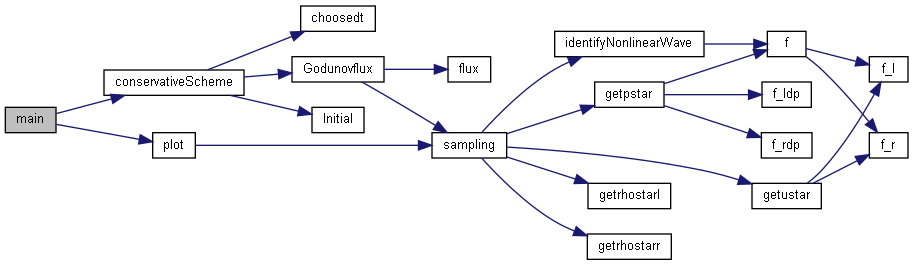 main
conservativeScheme
plot
choosedt
Godunovflux
Initial
flux
sampling
identifyNonlinearWave
getpstar
getrhostarl
getrhostarr
f
f_ldp
f_rdp
getustar
f_l
f_r